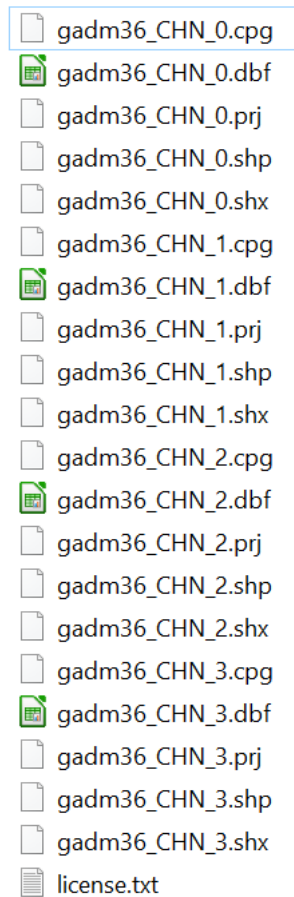 gadm36_CHN_0.cpg
gadm36_CHN_0.dbf
gadm36_CHN_0.prj
gadm36_CHN_0.shp
gadm36_CHN_0.shx
gadm36_CHN_1.cpg
gadm36_CHN_1.dbf
gadm36_CHN_1.prj
gadm36_CHN_1.shp
gadm36_CHN_1.shx
gadm36_CHN_2.cpg
gadm36_CHN_2.dbf
gadm36_CHN_2.prj
gadm36_CHN_2.shp
gadm36_CHN_2.shx
gadm36_CHN_3.cpg
gadm36_CHN_3.dbf
gadm36_CHN_3.prj
gadm36_CHN_3.shp
gadm36_CHN_3.shx
license.txt